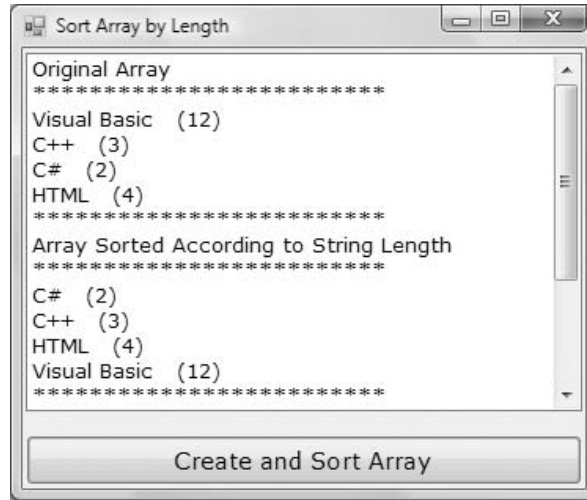 Sort Array by Length
Original Array
*************************
Visual Basic (12)
C++ (3)
C# (2)
HTML (4)
*************************
Array Sorted According to String Length
*************************
C# (2)
C++ (3)
HTML (4)
Visual Basic (12)
*************************
Create and Sort Array